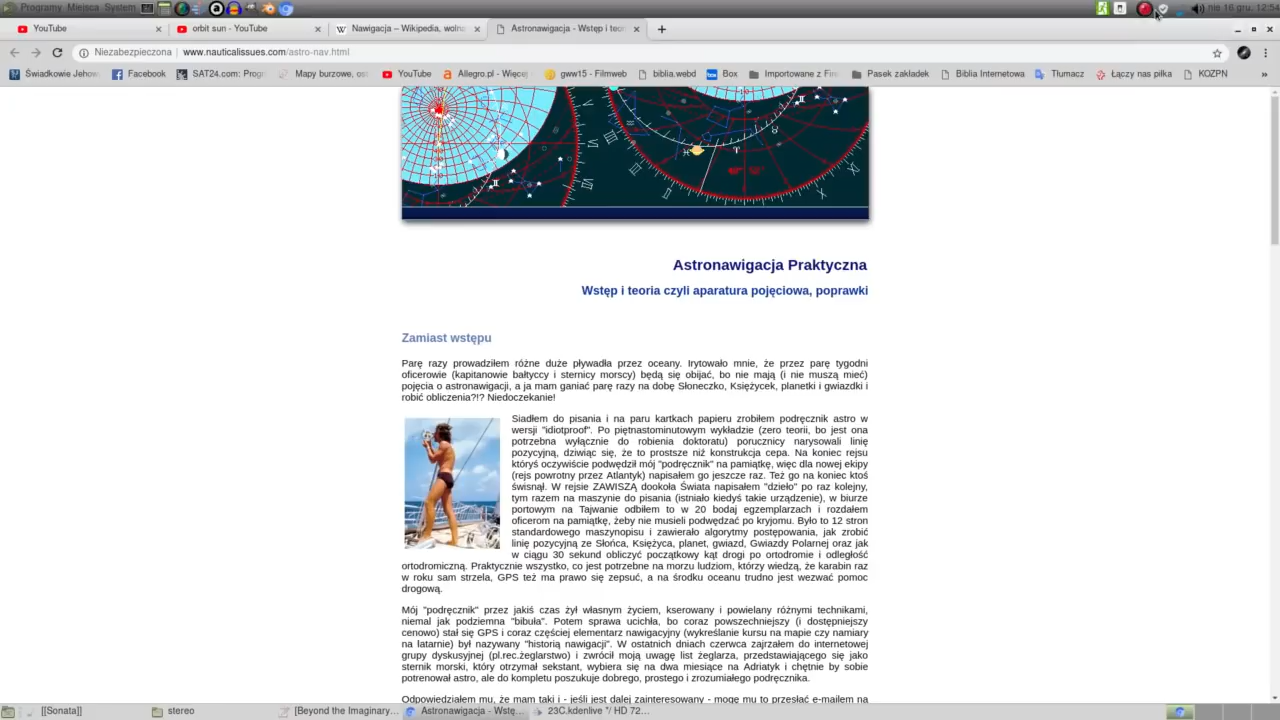 Programy Miejsca System
nie 16 gru, 12:54
YouTube
orbit sun - YouTube
Nawigacja – Wikipedia, wolna
Astronawigacja - Wstęp i teor
Niezabezpieczona | www.nauticalissues.com/astro-nav.html
Świadkowie Jehow
Facebook
SAT24.com: Progn
Mapy burzowe, ost
YouTube
Allegro.pl - Więcej
gww15 - Filmweb
biblia.webd
Box
Importowane z Fire
Pasek zakładek
Biblia Internetowa
Tłumacz
Łączy nas piłka
KOZPN
»
Astronawigacja Praktyczna
Wstęp i teoria czyli aparatura pojęciowa, poprawki
Zamiast wstępu
Parę razy prowadziłem różne duże pływadła przez oceany. Irytowało mnie, że przez parę tygodni
oficerowie (kapitanowie bałtyccy i sternicy morscy) będą się obijać, bo nie mają (i nie muszą mieć)
pojęcia o astronawigacji, a ja mam ganiać parę razy na dobę Słoneczko, Księżycek, planetki i gwiazdki i
robić obliczenia?!? Niedoczekanie!
Siadłem do pisania i na paru kartkach papieru zrobiłem podręcznik astro w
wersji "idiotproof". Po piętnastominutowym wykładzie (zero teorii, bo jest ona
potrzebna wyłącznie do robienia doktoratu) porucznicy narysowali linię
pozycyjną, dziwiąc się, że to prostsze niż konstrukcja cepa. Na koniec rejsu
któryś oczywiście podwędził mój "podręcznik" na pamiątkę, więc dla nowej ekipy
(rejs powrotny przez Atlantyk) napisałem go jeszcze raz. Też go na koniec ktoś
świsnął. W rejsie ZAWISZĄ dookoła Świata napisałem "dzieło" po raz kolejny,
tym razem na maszynie do pisania (istniało kiedyś takie urządzenie), w biurze
portowym na Tajwanie odbiłem to w 20 bodaj egzemplarzach i rozdałem
oficerom na pamiątkę, żeby nie musieli podwędzać po kryjomu. Było to 12 stron
standardowego maszynopisu i zawierało algorytmy postępowania, jak zrobić
linię pozycyjną ze Słońca, Księżyca, planet, gwiazd, Gwiazdy Polarnej oraz jak
w ciągu 30 sekund obliczyć początkowy kąt drogi po ortodromie i odległość
ortodromiczną. Praktycznie wszystko, co jest potrzebne na morzu ludziom, którzy wiedzą, że karabin raz
w roku sam strzela, GPS też ma prawo się zepsuć, a na środku oceanu trudno jest wezwać pomoc
drogową.
Mój "podręcznik" przez jakiś czas żył własnym życiem, kserowany i powielany różnymi technikami,
niemal jak podziemna "bibuła". Potem sprawa ucichła, bo coraz powszechniejszy (i dostępniejszy
cenowo) stał się GPS i coraz częściej elementarz nawigacyjny (wykreślanie kursu na mapie czy namiary
na latarnie) był nazywany "historią nawigacji". W ostatnich dniach czerwca zajrzałem do internetowej
grupy dyskusyjnej (pl.rec.żeglarstwo) i zwrócił moją uwagę list żeglarza, przedstawiającego się jako
sternik morski, który otrzymał sekstant, wybiera się na dwa miesiące na Adriatyk i chętnie by sobie
potrenował astro, ale do kompletu poszukuje dobrego, prostego i zrozumiałego podręcznika.
Odpowiedziałem mu, że mam taki i - jeśli jest dalej zainteresowany - mogę mu to przesłać e-mailem na
[[Sonata]]
stereo
[Beyond the Imaginary...
Astronawigacja - Wstę...
23C.kdenlive */ HD 72...